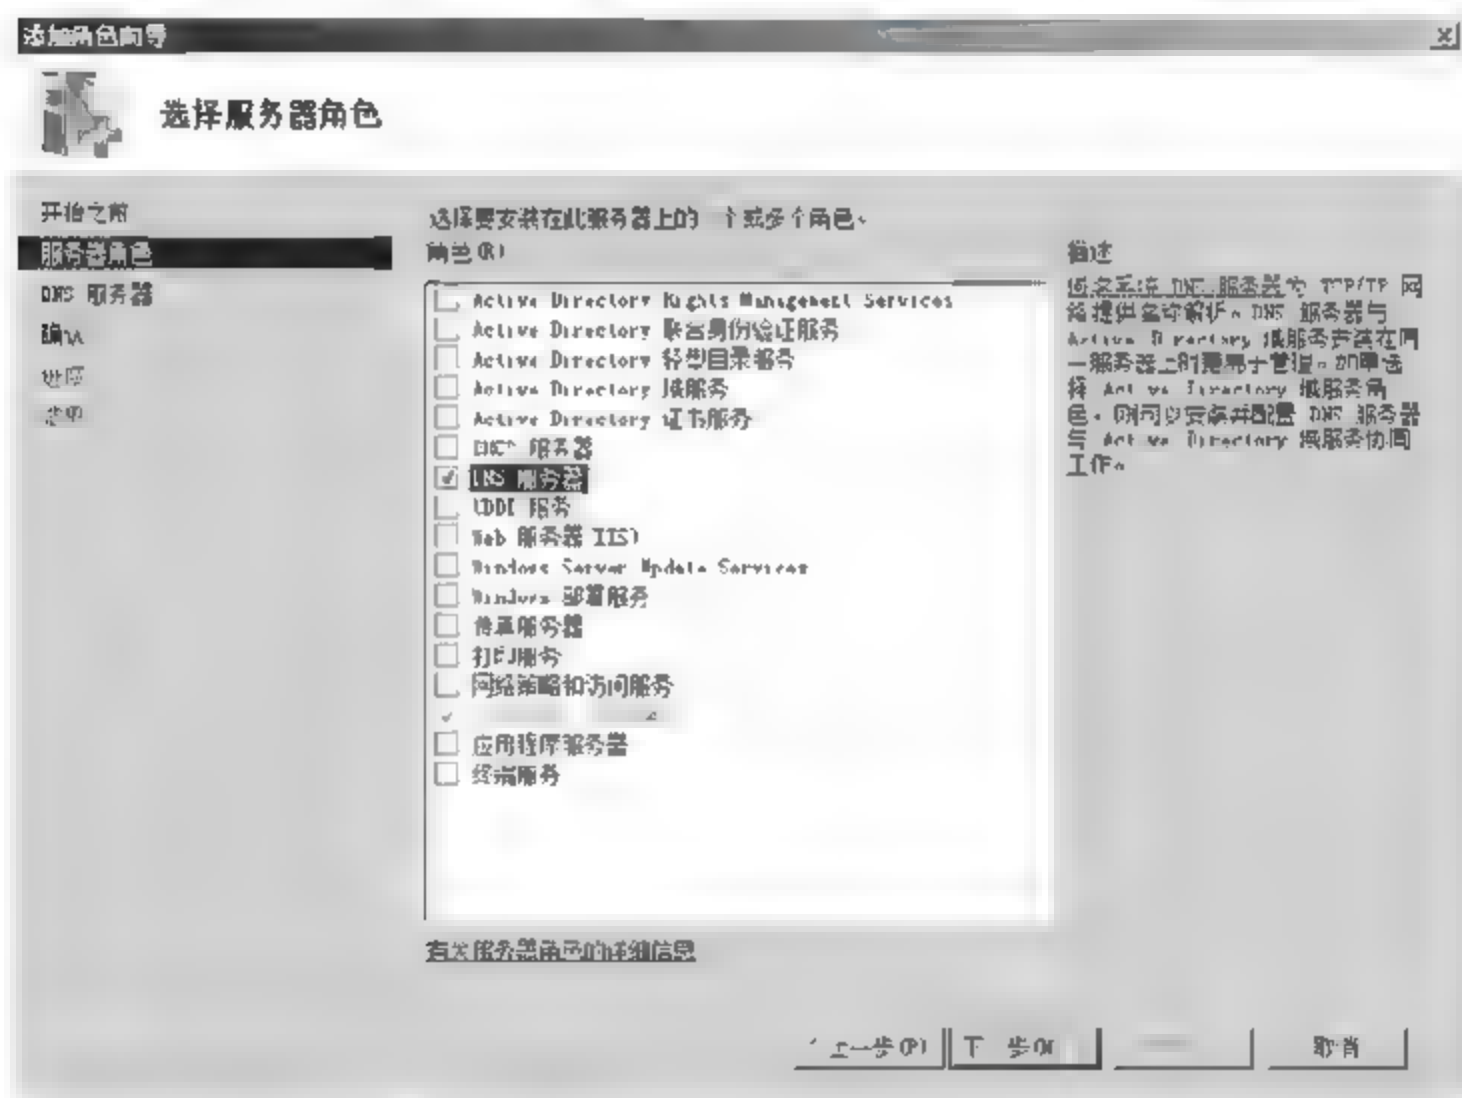 添加角色向导
选择服务器角色
开始之前
服务器角色
DNS 服务器
确认
进度
结果
选择要安装在此服务器上的 个或多个角色。
角色(R)
Active Directory Rights Management Services
Active Directory 联合身份验证服务
Active Directory 轻型目录服务
Active Directory 域服务
Active Directory 证书服务
DHCP 服务器
DNS 服务器
UDDI 服务
Web 服务器 IIS)
Windows Server Update Services
Windows 部署服务
传真服务器
打印服务
网络策略和访问服务
应用程序服务器
终端服务
有关服务器角色的详细信息
描述
域名系统 DNS 服务器为 TCP/IP 网
络提供名称解析。DNS 服务器与
Active Directory 域服务安装在同
一服务器上时更易于管理。如果选
择 Active Directory 域服务角
色，则可以安装并配置 DNS 服务器
与 Active Directory 域服务协同
工作。
上一步(P)
下 步(N
取消